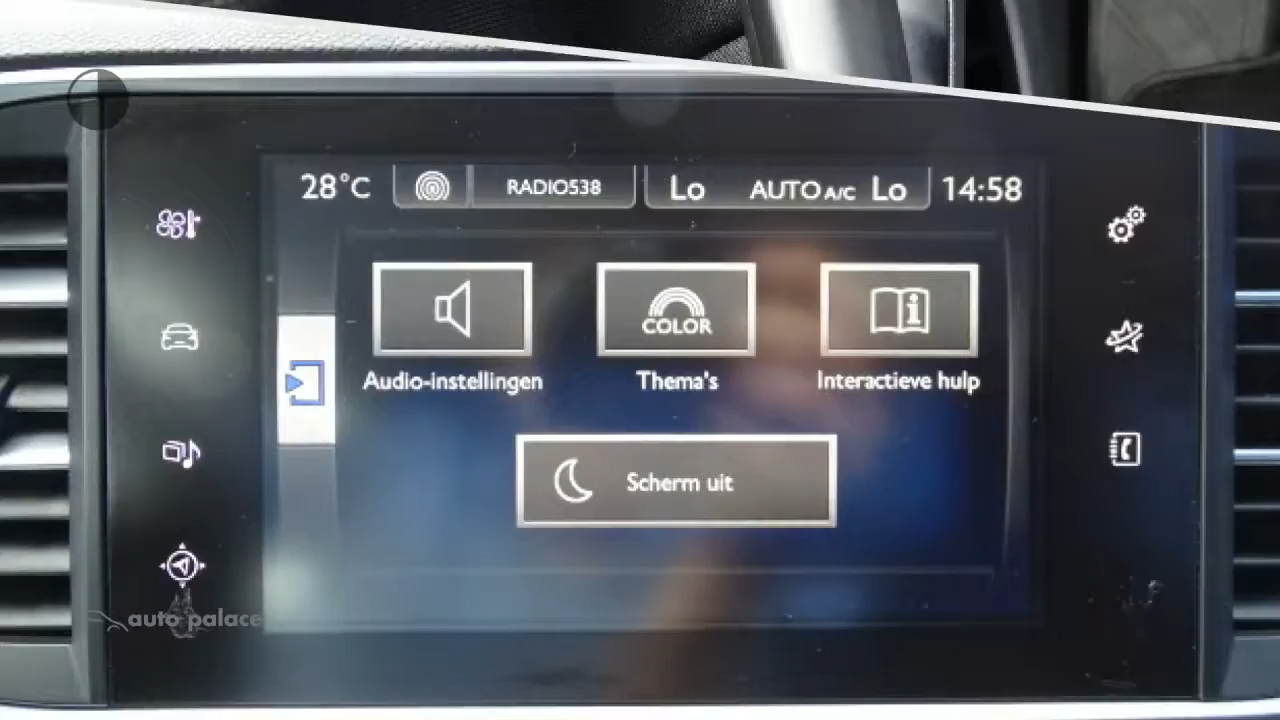 28°C RADIO538 Lo AUTO A/C Lo 14:58
COLOR
Audio-instellingen Thema's Interactieve hulp
Scherm uit
auto palace